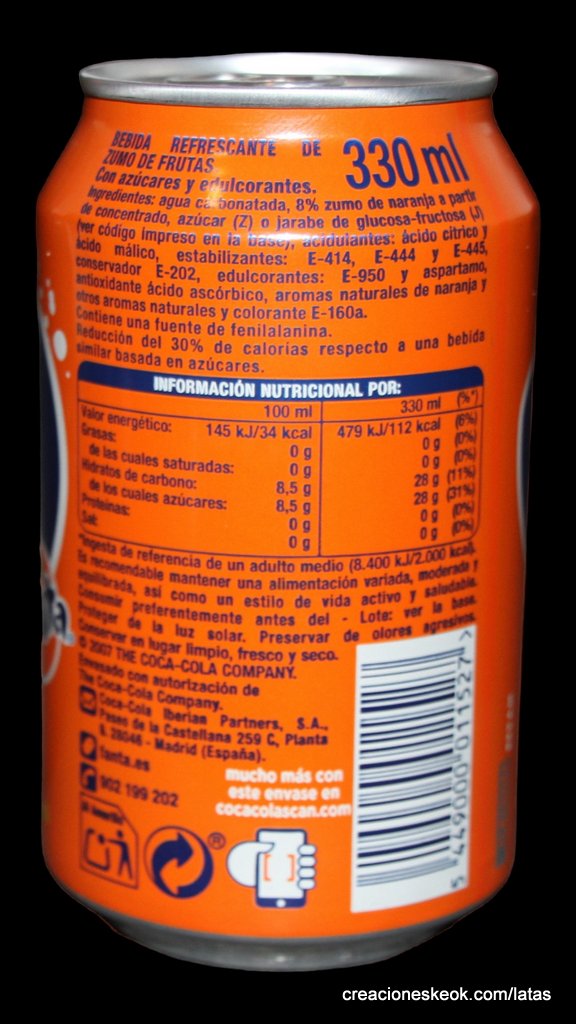 BEBIDA REFRESCANTE DE
ZUMO DE FRUTAS
330 ml
Con azúcares y edulcorantes.
Ingredientes: agua carbonatada, 8% zumo de naranja a partir
de concentrado, azúcar (Z) o jarabe de glucosa-fructosa (J)
(ver código impreso en la base), acidulantes: ácido cítrico y
ácido málico, estabilizantes: E-414, E-444 y E-445,
conservador E-202, edulcorantes: E-950 y aspartamo,
antioxidante ácido ascórbico, aromas naturales de naranja y
otros aromas naturales y colorante E-160a.
Contiene una fuente de fenilalanina.
Reducción del 30% de calorías respecto a una bebida
similar basada en azúcares.
INFORMACIÓN NUTRICIONAL POR:
100 ml 330 ml (%*)
Valor energético: 145 kJ/34 kcal 479 kJ/112 kcal (6%)
Grasas: 0 g 0 g (0%)
de las cuales saturadas: 0 g 0 g (0%)
Hidratos de carbono: 8,5 g 28 g (11%)
de los cuales azúcares: 8,5 g 28 g (31%)
Proteínas: 0 g 0 g (0%)
Sal: 0 g 0 g (0%)
*Ingesta de referencia de un adulto medio (8.400 kJ/2.000 kcal).
Es recomendable mantener una alimentación variada, moderada y
equilibrada, así como un estilo de vida activo y saludable.
Consumir preferentemente antes del - Lote: ver la base.
Proteger de la luz solar. Preservar de olores agresivos.
Conservar en lugar limpio, fresco y seco.
© 2007 THE COCA-COLA COMPANY.
Envasado con autorización de
The Coca-Cola Company.
Coca-Cola Iberian Partners, S.A.,
Paseo de la Castellana 259 C, Planta
9, 28046 - Madrid (España).
fanta.es
902 199 202
mucho más con
este envase en
cocacolascan.com
®
5 449000 011527 >
creacioneskeok.com/latas